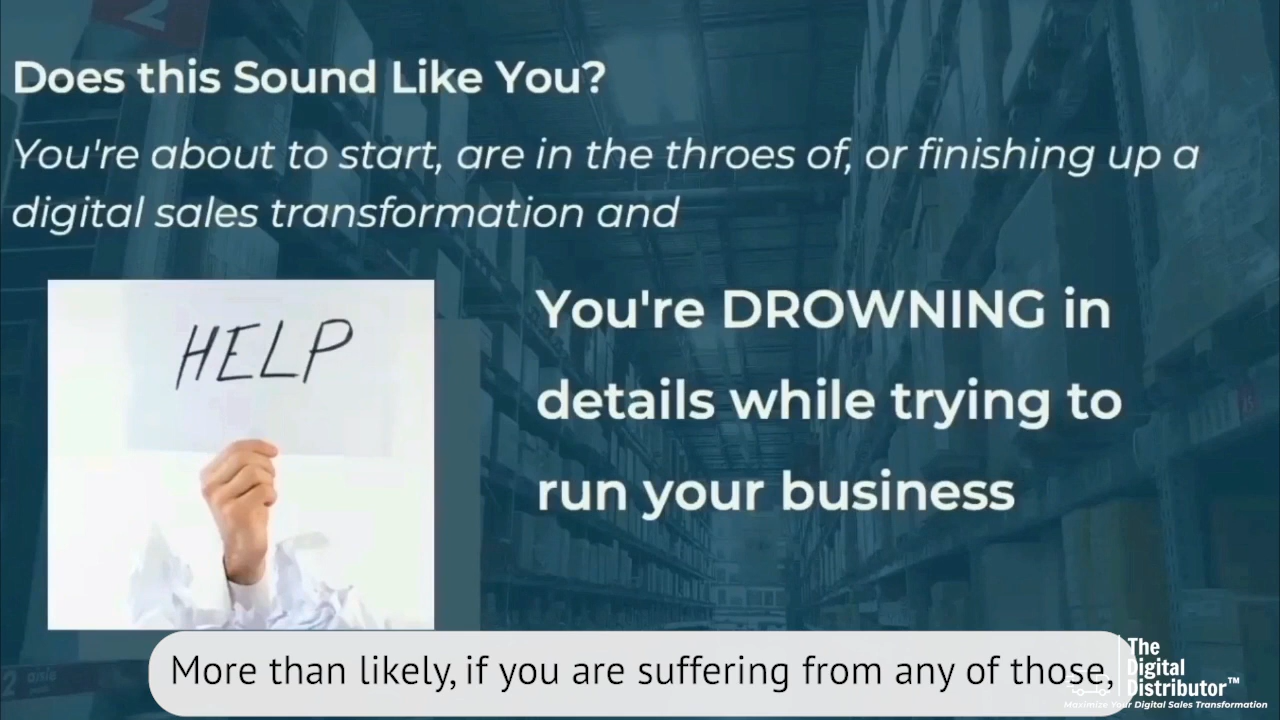 Does this Sound Like You?
You're about to start, are in the throes of, or finishing up a
digital sales transformation and
HELP
You're DROWNING in
details while trying to
run your business
More than likely, if you are suffering from any of those,
The
Digital
Distributor™
Maximize Your Digital Sales Transformation